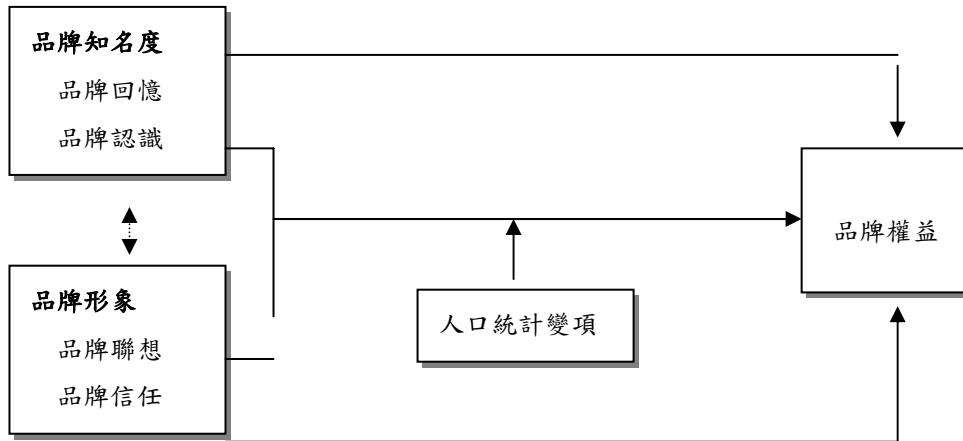 品牌知名度
品牌回憶
品牌認識
品牌形象
品牌聯想
品牌信任
人口統計變項
品牌權益